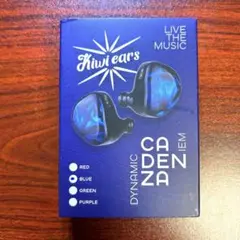 Kiwi ears
LIVE
THE
MUSIC
DYNAMIC
CA
DEN
ZA
IEM
RED
BLUE
GREEN
PURPLE